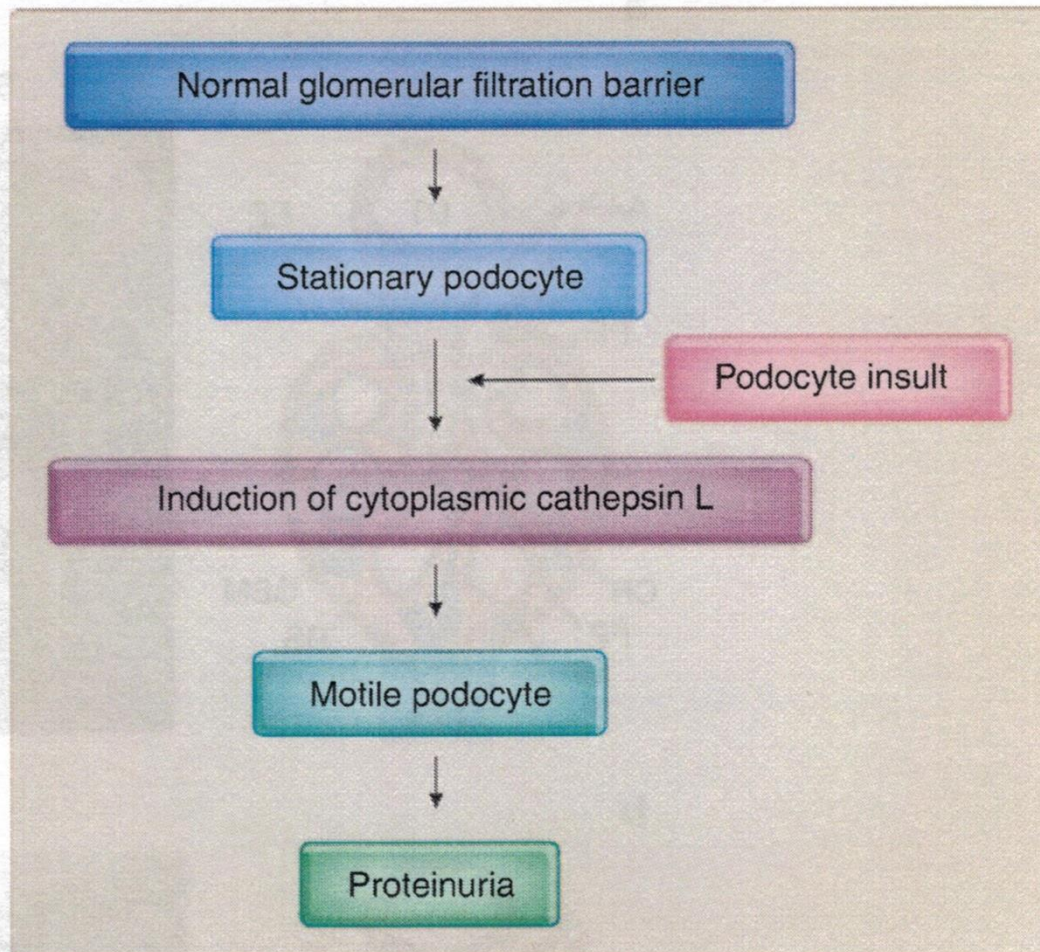 Normal glomerular filtration barrier
Stationary podocyte
Podocyte insult
Induction of cytoplasmic cathepsin L
Motile podocyte
Proteinuria